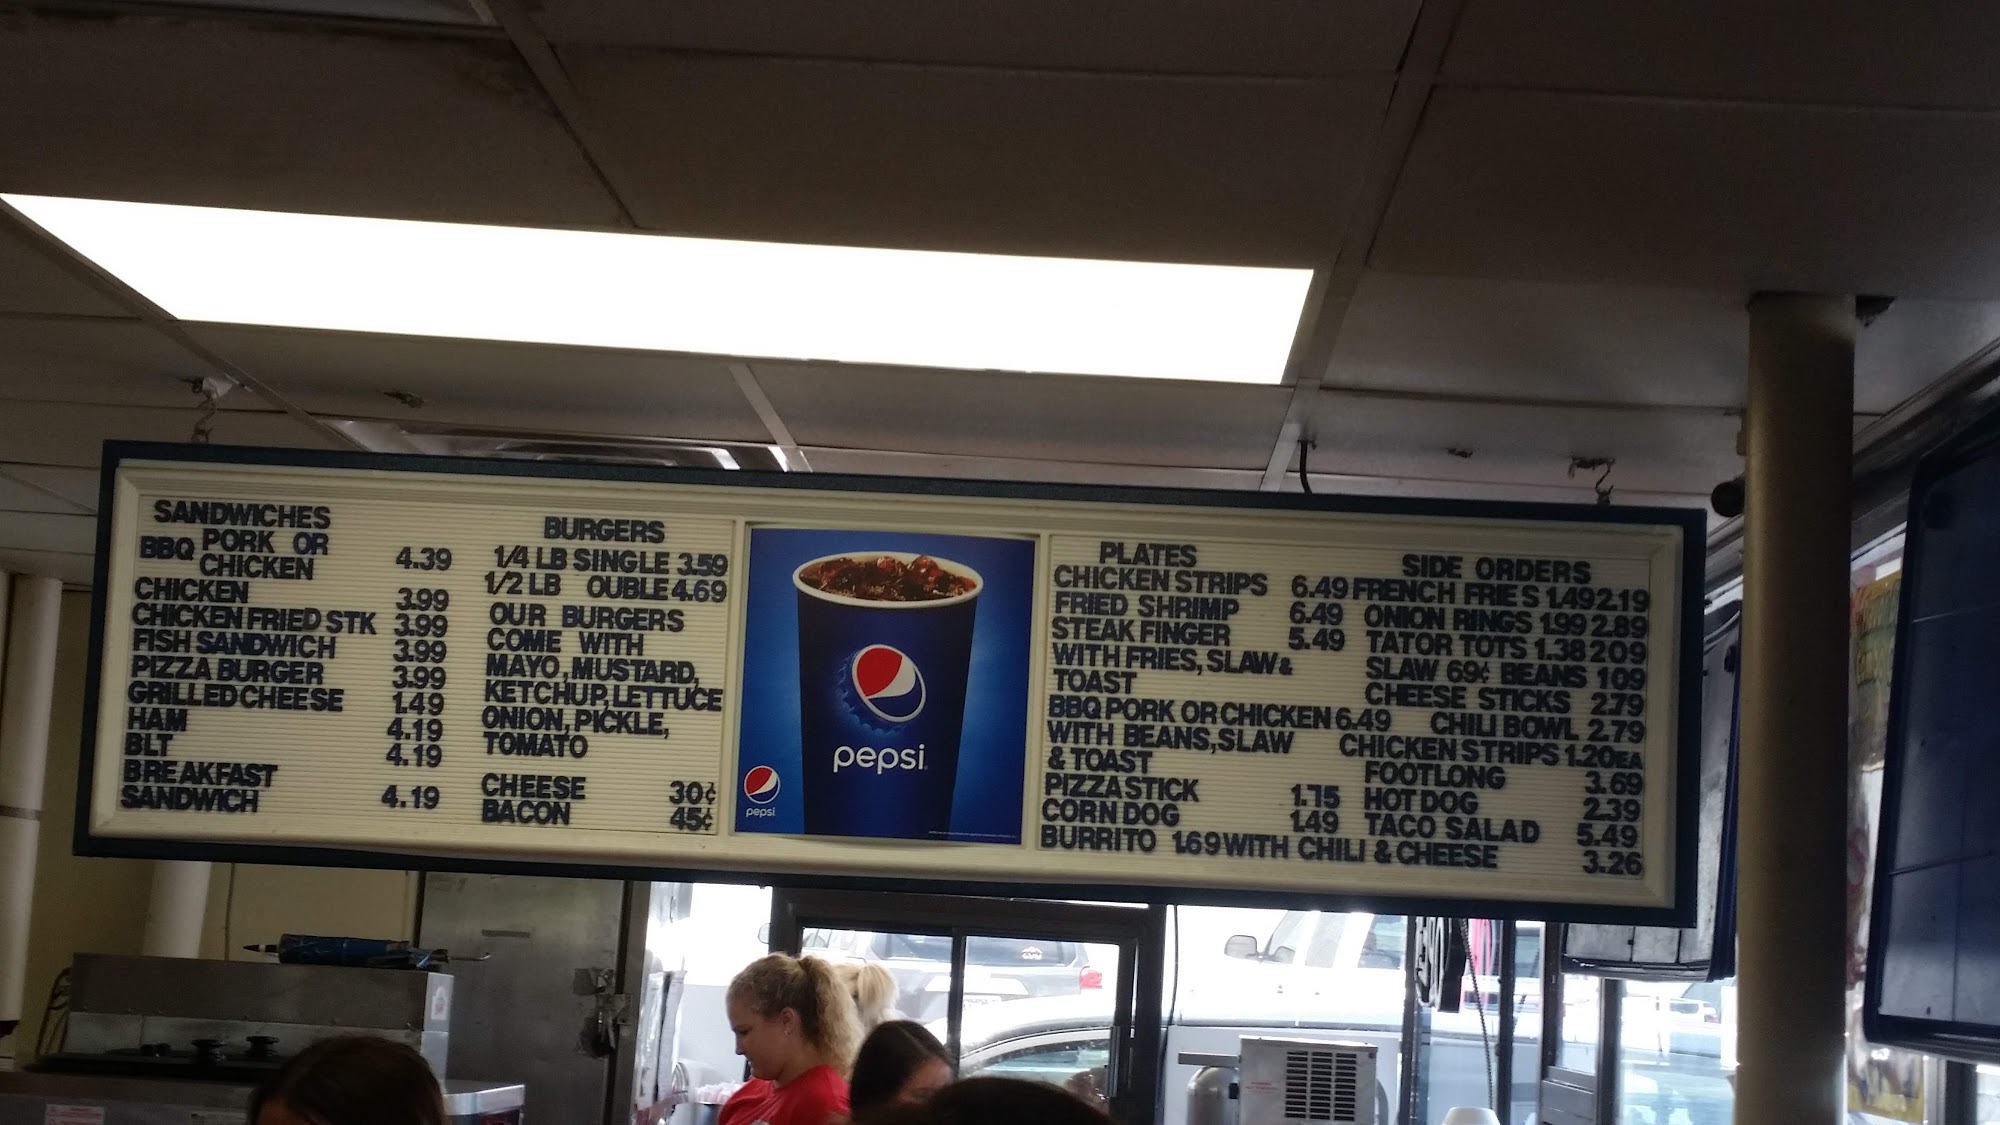 SANDWICHES
BBQ PORK OR CHICKEN 4.39
CHICKEN 3.99
CHICKEN FRIED STK 3.99
FISH SANDWICH 3.99
PIZZA BURGER 3.99
GRILLED CHEESE 1.49
HAM 4.19
BLT 4.19
BREAKFAST
SANDWICH 4.19
BURGERS
1/4 LB SINGLE 3.59
1/2 LB OUBLE 4.69
OUR BURGERS
COME WITH
MAYO, MUSTARD,
KETCHUP, LETTUCE
ONION, PICKLE,
TOMATO
CHEESE 30¢
BACON 45¢
pepsi
pepsi
PLATES
CHICKEN STRIPS 6.49
FRIED SHRIMP 6.49
STEAK FINGER 5.49
WITH FRIES, SLAW &
TOAST
BBQ PORK OR CHICKEN 6.49
WITH BEANS, SLAW
& TOAST
PIZZA STICK 1.75
CORN DOG 1.49
BURRITO 1.69 WITH CHILI & CHEESE 3.26
SIDE ORDERS
FRENCH FRIES 1.49 2.19
ONION RINGS 1.99 2.89
TATOR TOTS 1.38 209
SLAW 69¢ BEANS 109
CHEESE STICKS 2.79
CHILI BOWL 2.79
CHICKEN STRIPS 1.20EA
FOOTLONG 3.69
HOT DOG 2.39
TACO SALAD 5.49